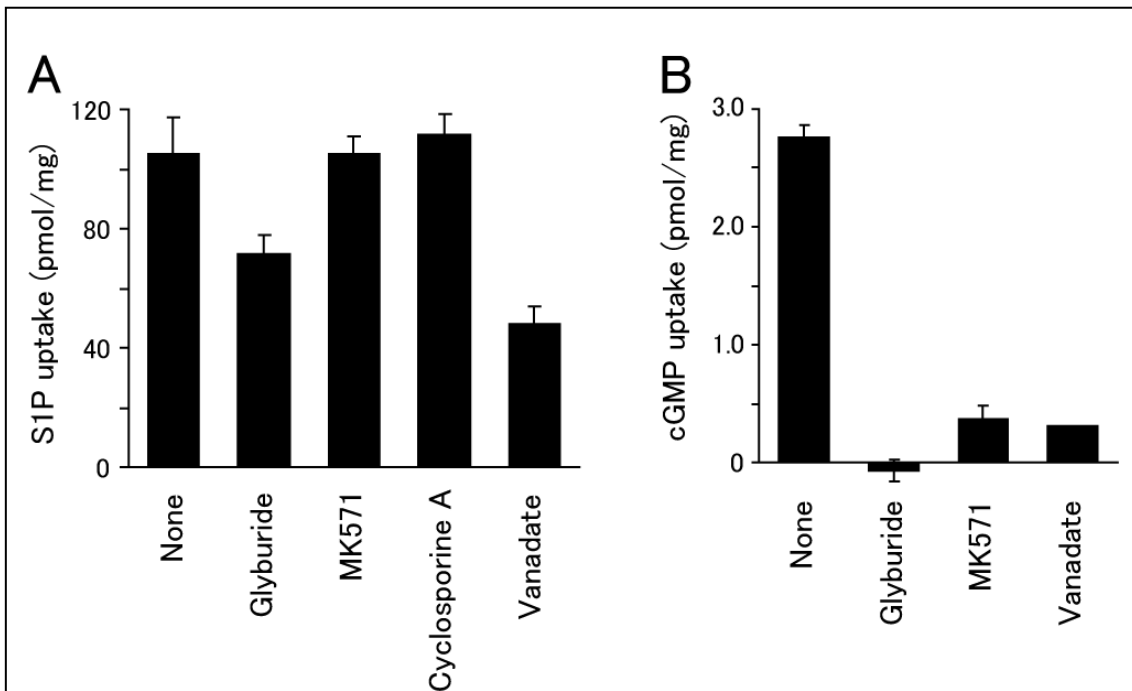 A
S1P uptake (pmol/mg)
120
80
40
0
None
Glyburide
MK571
Cyclosporine A
Vanadate
B
cGMP uptake (pmol/mg)
3.0
2.0
1.0
0
None
Glyburide
MK571
Vanadate